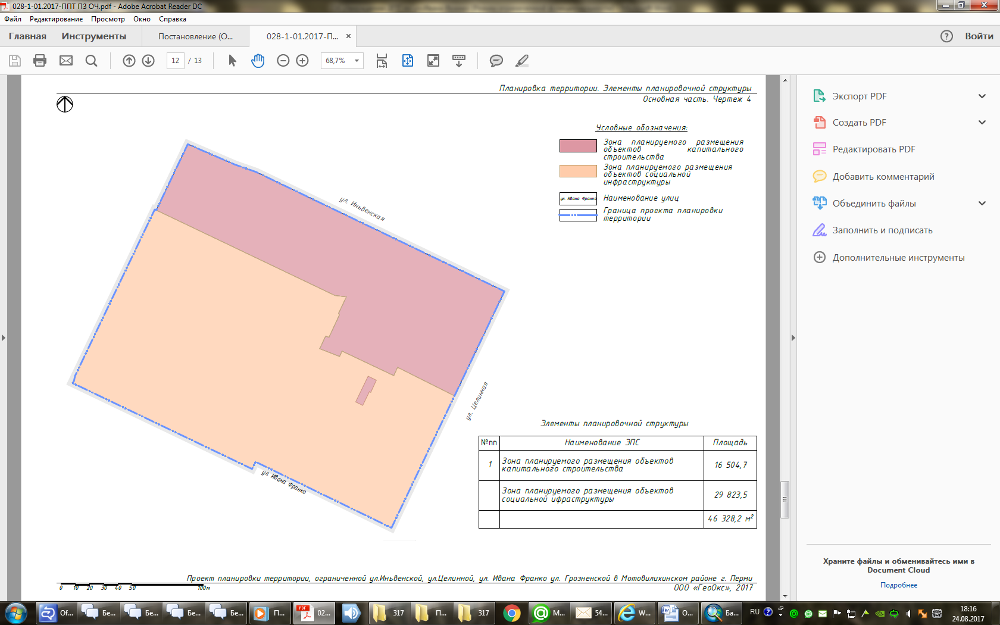 028-1-01.2017-ППТ ПЗ ОЧ.pdf - Adobe Acrobat Reader DC
Файл Редактирование Просмотр Окно Справка
Главная Инструменты Постановление (О... 028-1-01.2017-П... × Войти
12 / 13 68,7%
Планировка территории. Элементы планировочной структуры
Основная часть. Чертеж 4
Условные обозначения:
Зона планируемого размещения
объектов капитального
строительства
Зона планируемого размещения
объектов социальной
инфраструктуры
ул. Ивана Франко Наименование улиц
Граница проекта планировки
территории
ул. Иньвенская
ул. Целинная
ул. Ивана Франко
Элементы планировочной структуры
№пп Наименование ЭПС Площадь
1 Зона планируемого размещения объектов
капитального строительства 16 504,7
Зона планируемого размещения объектов
социальной ифраструктуры 29 823,5
46 328,2 м2
Проект планировки территории, ограниченной ул.Иньвенской, ул.Целинной, ул. Ивана Франко ул. Грозненской в Мотовилихинском районе г. Перми
ООО «ГеоОкс», 2017
0 10 20 30 40 50 100м
Экспорт PDF
Создать PDF
Редактировать PDF
Добавить комментарий
Объединить файлы
Заполнить и подписать
Дополнительные инструменты
Храните файлы и обменивайтесь ими в
Document Cloud
Подробнее
Of... Бе... Бе... Бе... Бе... П... 02... 317 П... 317 М... 54... W... О... Ба... RU 18:16
24.08.2017